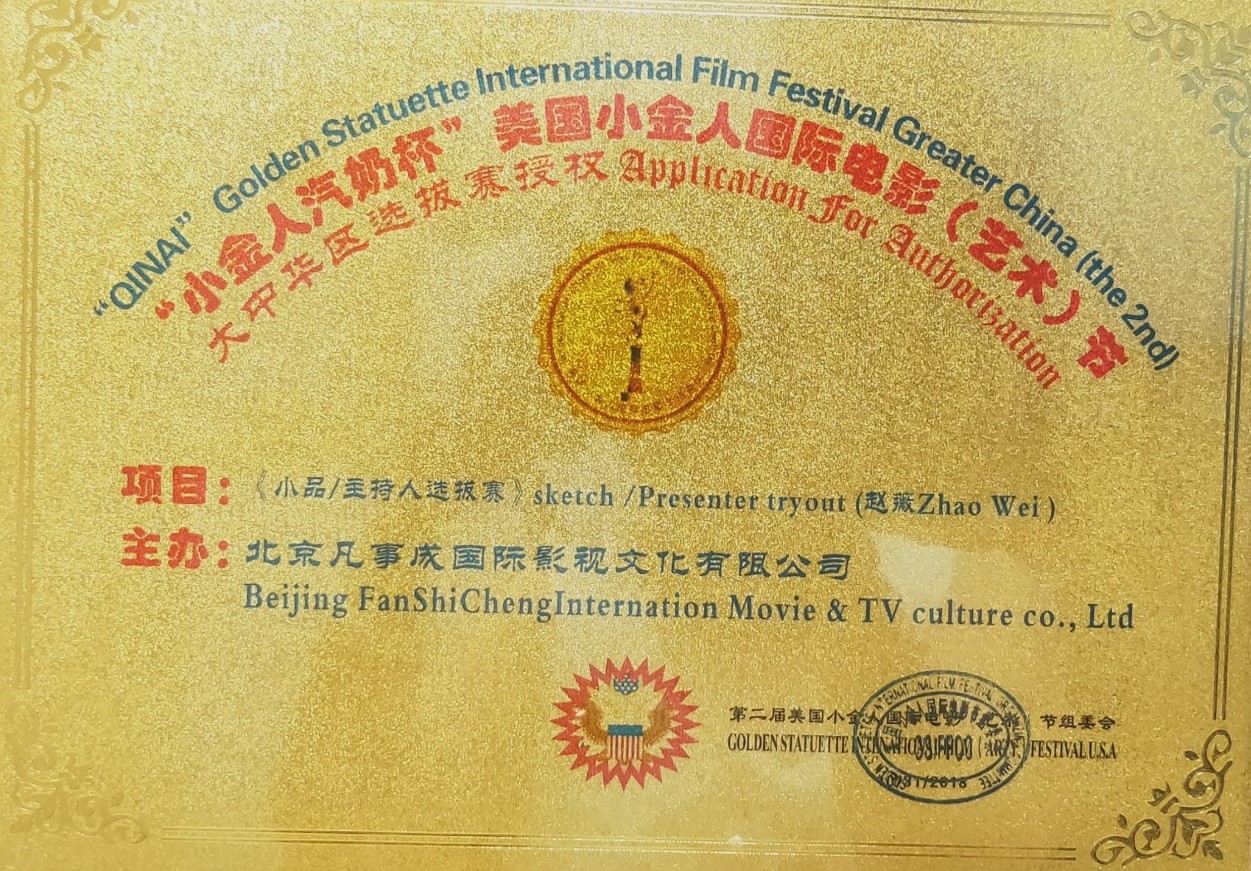 “QINAI” Golden Statuette International Film Festival Greater China (the 2nd)
“小金人汽奶杯” 美国小金人国际电影（艺术）节
大中华区选拔赛授权 Application For Authorization
项目：《小品/主持人选拔赛》sketch /Presenter tryout (赵薇Zhao Wei )
主办：北京凡事成国际影视文化有限公司
Beijing FanShiChengInternation Movie & TV culture co., Ltd
第二届美国小金人国际电影 节组委会
GOLDEN STATUETTE INTERNATIONAL FESTIVAL U.S.A